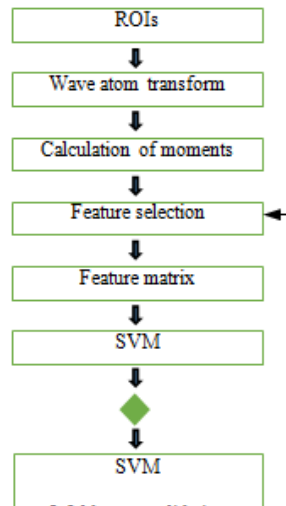 ROIs
Wave atom transform
Calculation of moments
Feature selection
Feature matrix
SVM
SVM